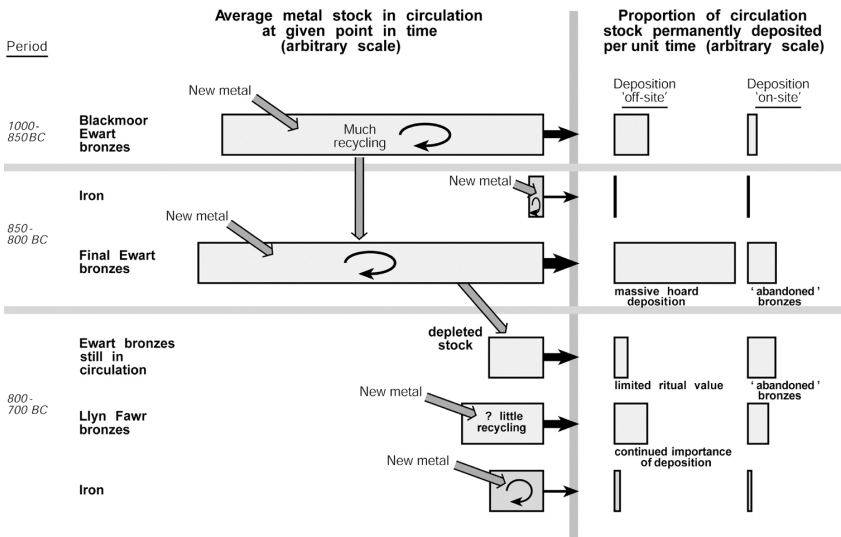 Average metal stock in circulation
at given point in time
(arbitrary scale)
Proportion of circulation
stock permanently deposited
per unit time (arbitrary scale)
Period
Deposition
'off-site'
Deposition
'on-site'
New metal
1000-
850 BC
Blackmoor
Ewart
bronzes
Much
recycling
850-
800 BC
Iron
New metal
New metal
Final Ewart
bronzes
massive hoard
deposition
'abandoned'
bronzes
800-
700 BC
Ewart bronzes
still in
circulation
depleted
stock
limited ritual value
'abandoned'
bronzes
New metal
Llyn Fawr
bronzes
? little
recycling
continued importance
of deposition
New metal
Iron